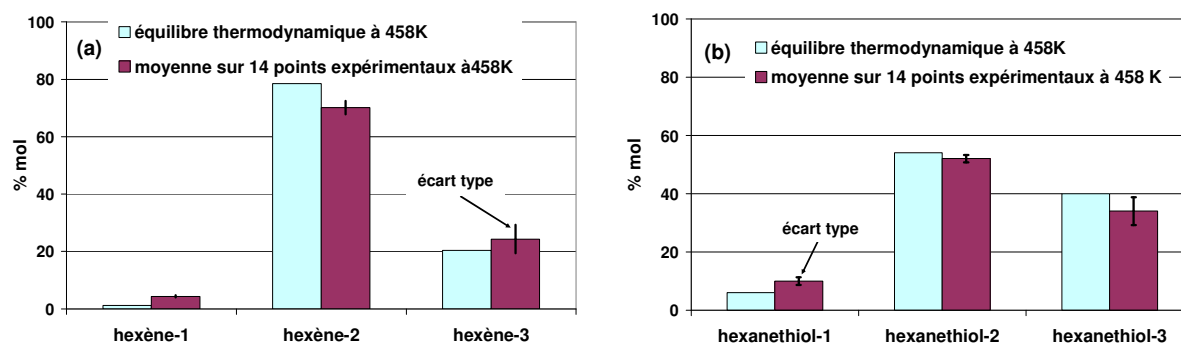 100
80
60
40
20
0
% mol
(a)
équilibre thermodynamique à 458K
moyenne sur 14 points expérimentaux à458K
écart type
hexène-1
hexène-2
hexène-3
100
80
60
40
20
0
% mol
(b)
équilibre thermodynamique à 458K
moyenne sur 14 points expérimentaux à 458 K
écart type
hexanethiol-1
hexanethiol-2
hexanethiol-3